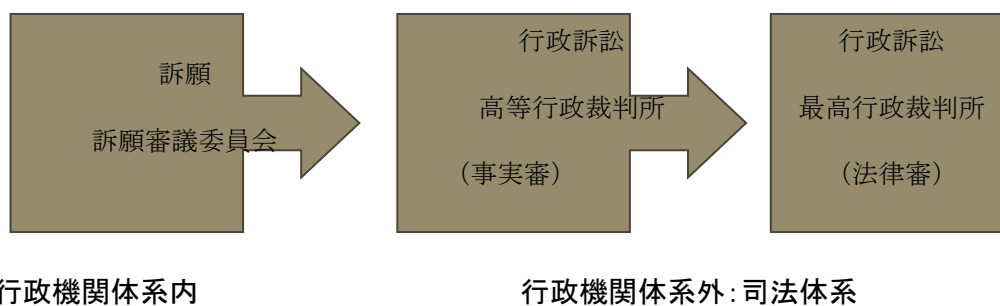 訴願
訴願審議委員会
行政訴訟
高等行政裁判所
（事実審）
行政訴訟
最高行政裁判所
（法律審）
行政機関体系内
行政機関体系外：司法体系